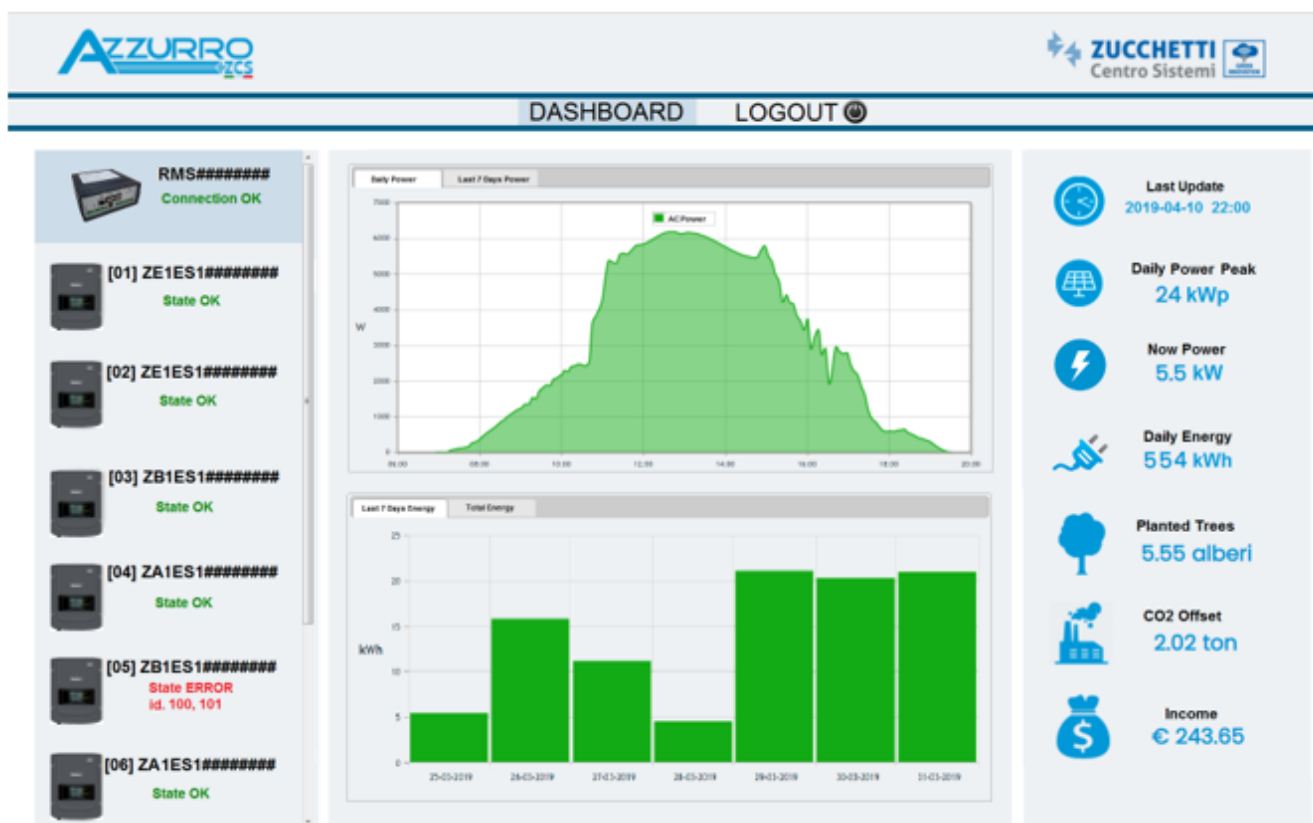 AZZURRO
ZCS
ZUCCHETTI
Centro Sistemi
DASHBOARD LOGOUT
RMS########
Connection OK
[01] ZE1ES1########
State OK
[02] ZE1ES1########
State OK
[03] ZB1ES1########
State OK
[04] ZA1ES1########
State OK
[05] ZB1ES1########
State ERROR
id. 100, 101
[06] ZA1ES1########
State OK
Daily Power Last 7 Days Power
AC Power
7000
6000
5000
4000
W
3000
2000
1000
0
06.00 08.00 10.00 12.00 14.00 16.00 18.00 20.00
Last 7 Days Energy Total Energy
25
20
15
kWh
10
5
0
25-03-2019 26-03-2019 27-03-2019 28-03-2019 29-03-2019 30-03-2019 31-03-2019
Last Update
2019-04-10 22:00
Daily Power Peak
24 kWp
Now Power
5.5 kW
Daily Energy
554 kWh
Planted Trees
5.55 alberi
CO2 Offset
2.02 ton
Income
€ 243.65